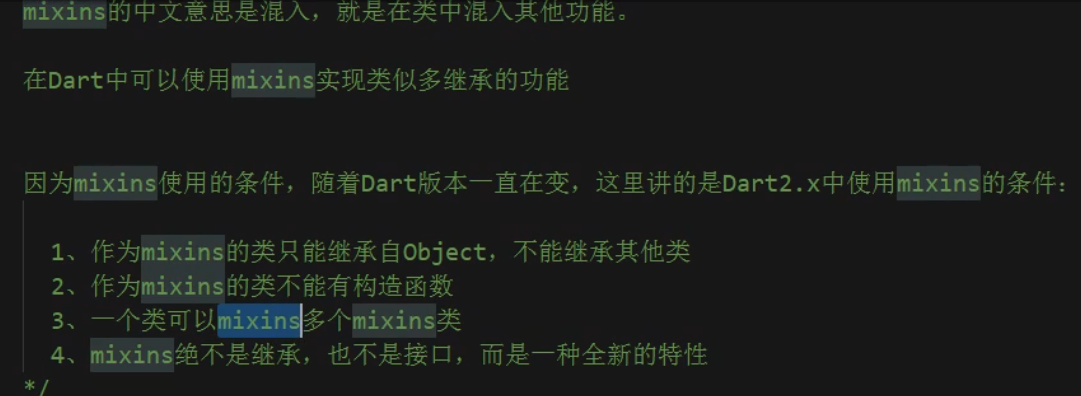 mixins的中文意思是混入，就是在类中混入其他功能。
在Dart中可以使用mixins实现类似多继承的功能
因为mixins使用的条件，随着Dart版本一直在变，这里讲的是Dart2.x中使用mixins的条件：
1、作为mixins的类只能继承自Object，不能继承其他类
2、作为mixins的类不能有构造函数
3、一个类可以mixins多个mixins类
4、mixins绝不是继承，也不是接口，而是一种全新的特性
*/